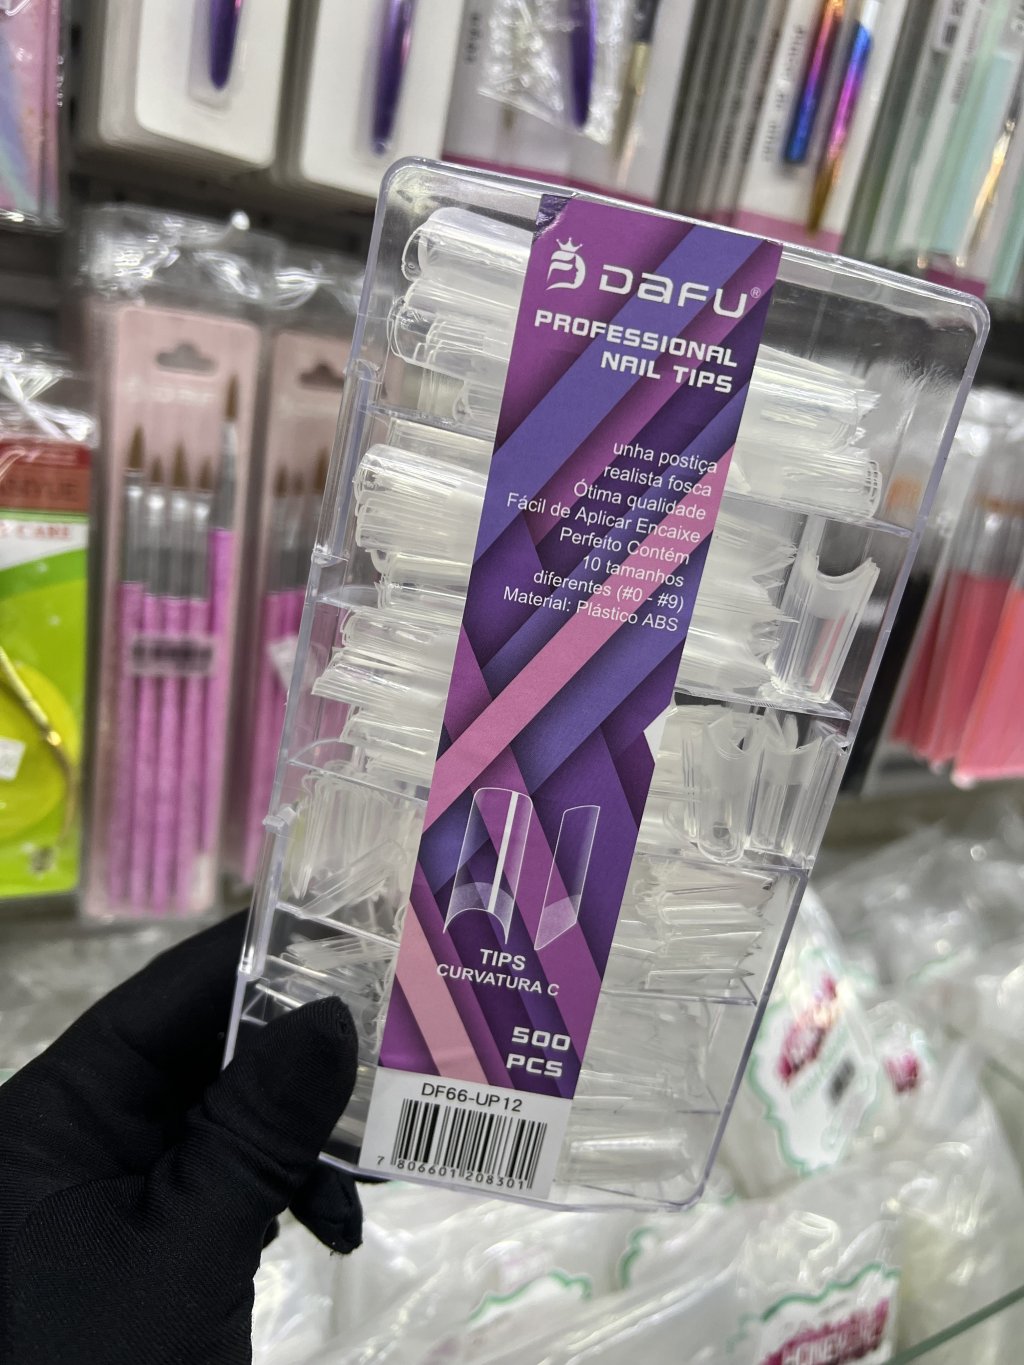 DAFU®
PROFESSIONAL
NAIL TIPS
unha postiça
realista fosca
Ótima qualidade
Fácil de Aplicar Encaixe
Perfeito Contém
10 tamanhos
diferentes (#0 - #9)
Material: Plástico ABS
TIPS
CURVATURA C
500
PCS
DF66-UP12
7 806601 208301
CARE